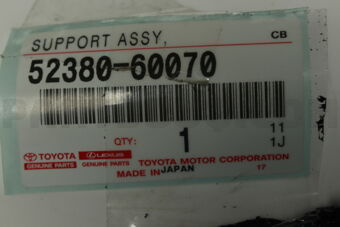 SUPPORT ASSY, CB
52380-60070
QTY: 1 11
1J
TOYOTA LEXUS
GENUINE PARTS GENUINE PARTS
TOYOTA MOTOR CORPORATION
MADE IN JAPAN 17